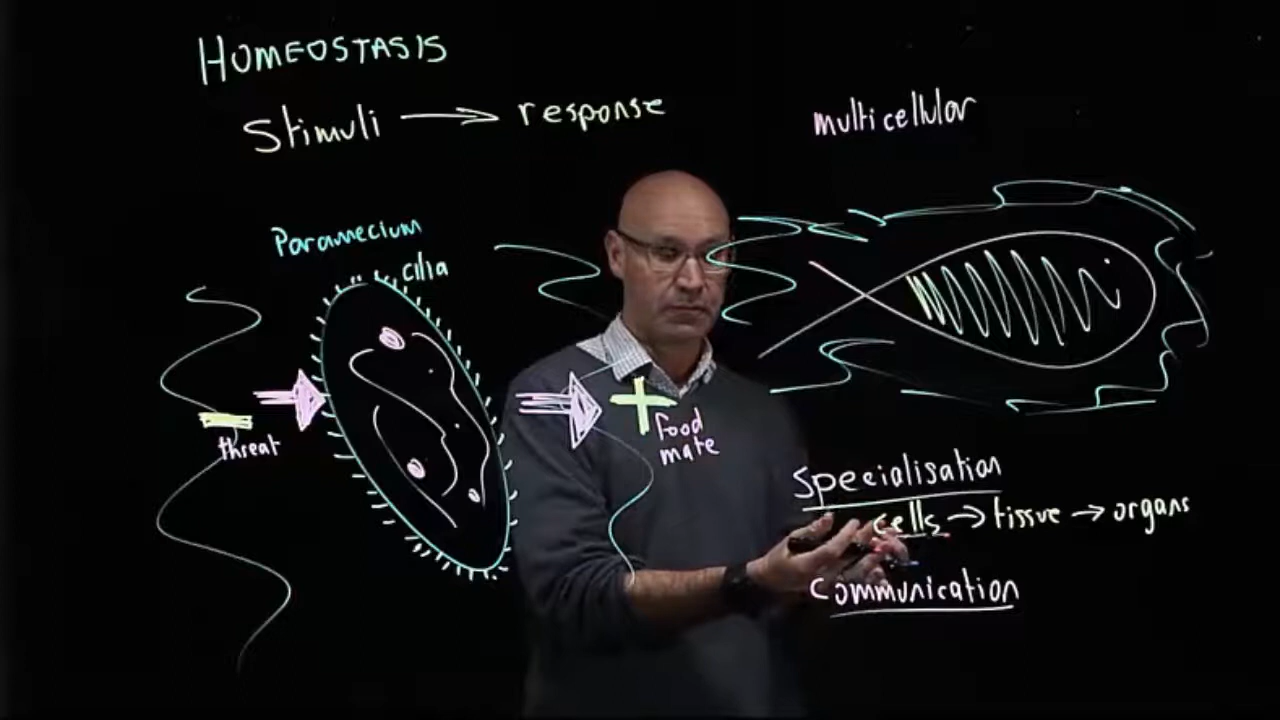 HOMEOSTASIS
Stimuli → response
multicellular
Paramecium
cilia
threat
+
food
mate
Specialisation
cells → tissue → organs
Communication